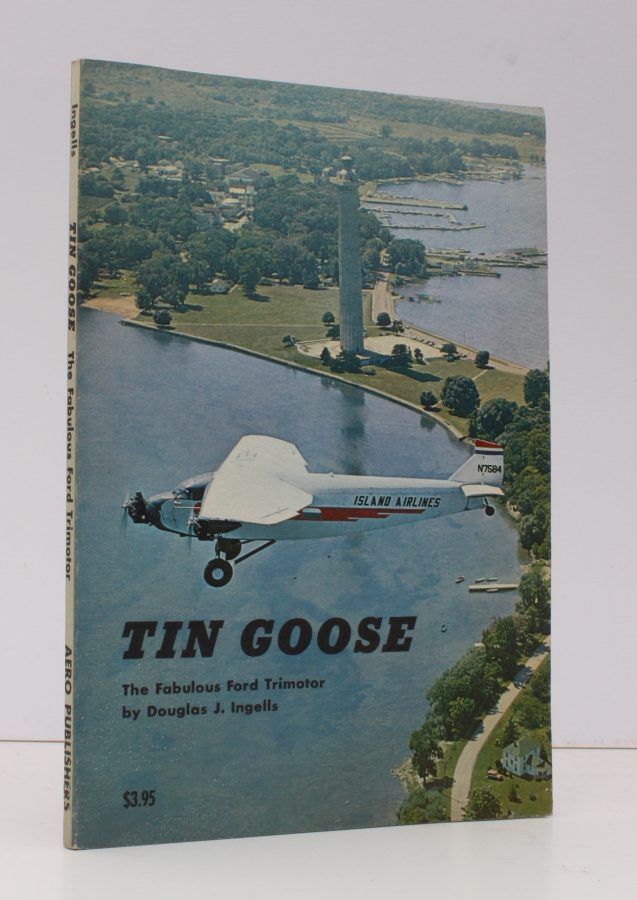 Ingells TIN GOOSE The Fabulous Ford Trimotor AERO PUBLISHERS
N7584
ISLAND AIRLINES
TIN GOOSE
The Fabulous Ford Trimotor
by Douglas J. Ingells
$3.95